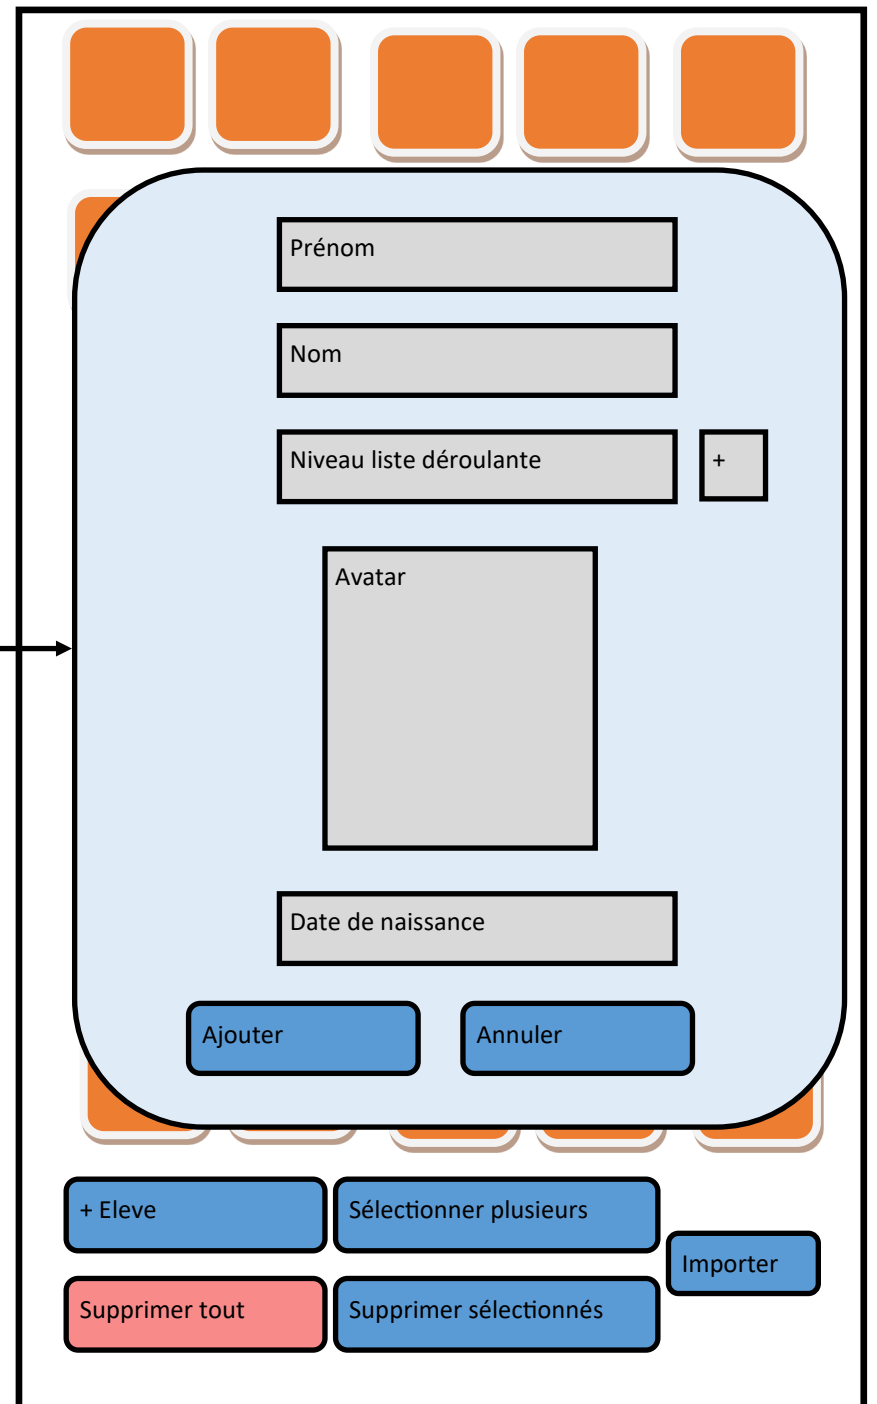 Prénom
Nom
Niveau liste déroulante
+
Avatar
Date de naissance
Ajouter
Annuler
+ Eleve
Sélectionner plusieurs
Importer
Supprimer tout
Supprimer sélectionnés